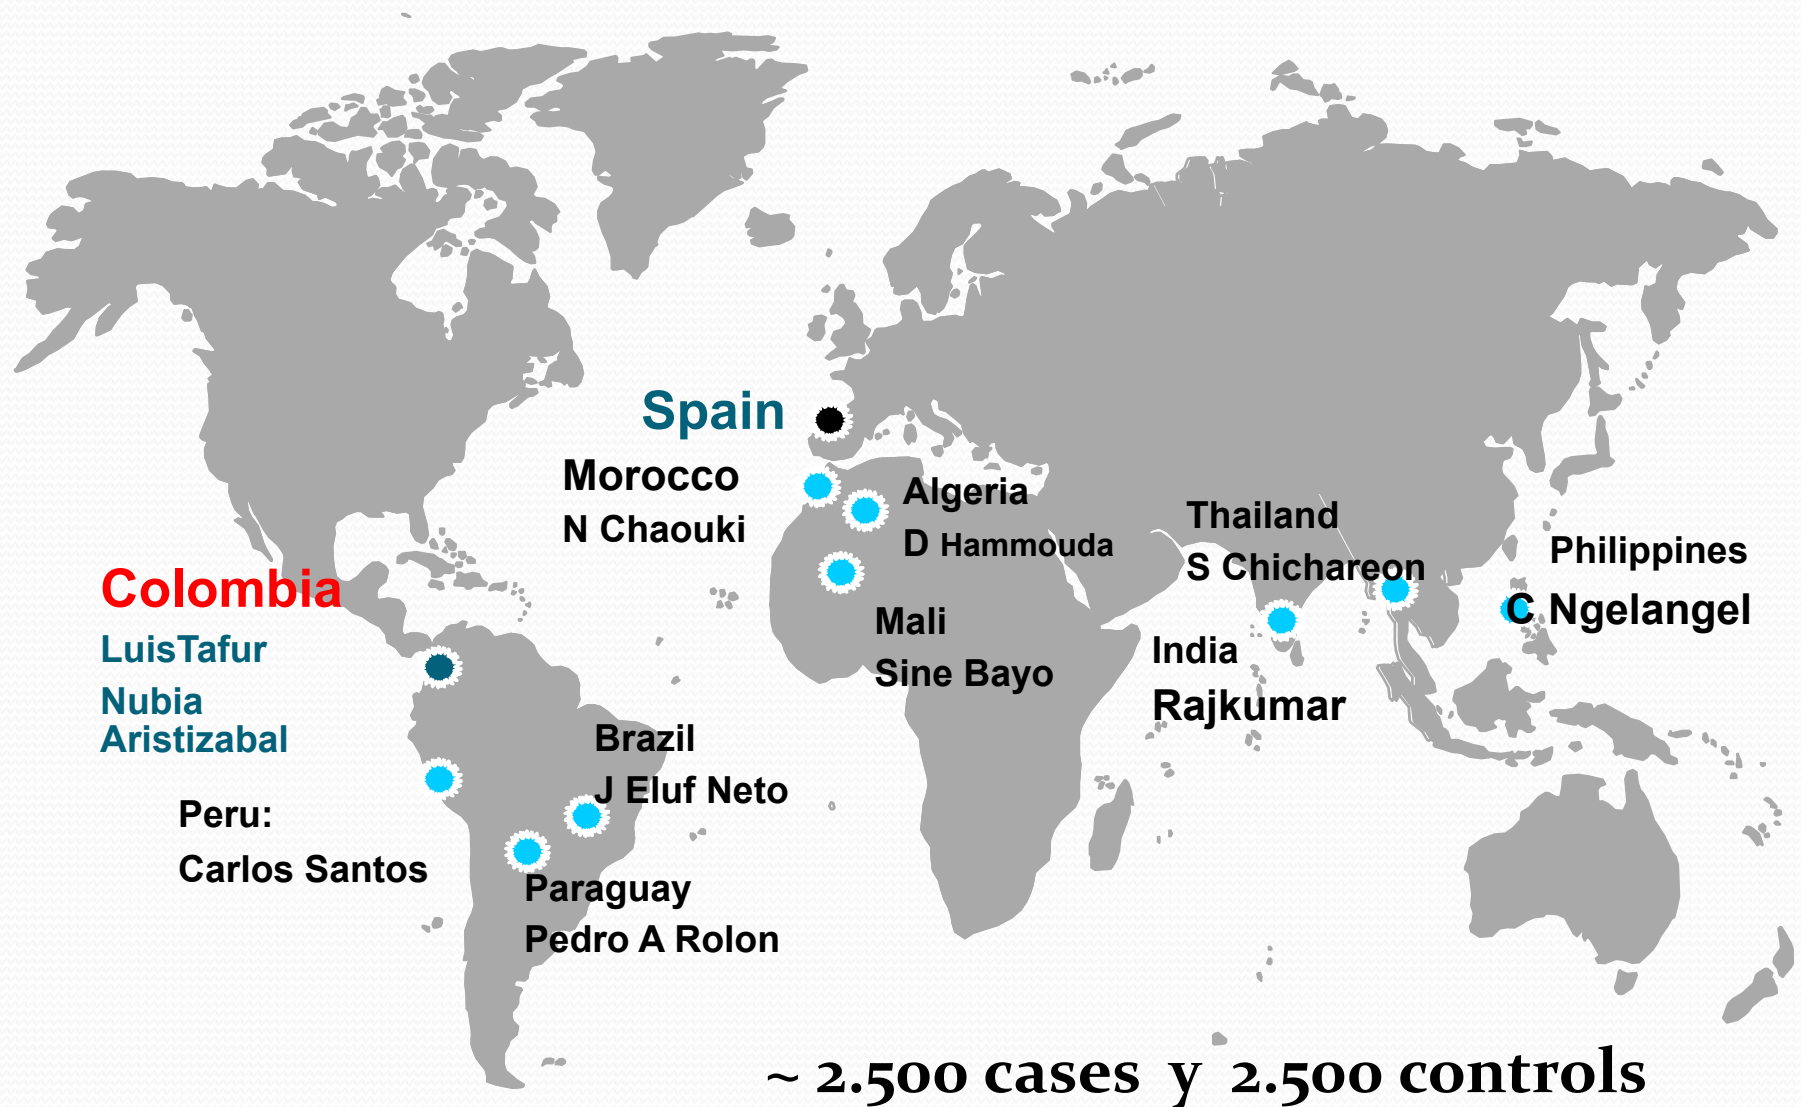 Spain
Morocco
N Chaouki
Algeria
D Hammouda
Thailand
S Chichareon
Philippines
C Ngelangel
Colombia
LuisTafur
Nubia
Aristizabal
Mali
Sine Bayo
India
Rajkumar
Brazil
J Eluf Neto
Peru:
Carlos Santos
Paraguay
Pedro A Rolon
~ 2.500 cases y 2.500 controls